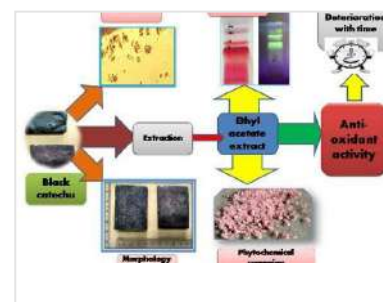 Deterioration
with time
Extraction
Ethyl
acetate
extract
Anti-
oxidant
activity
Black
catechu
Morphology
Phytochemical